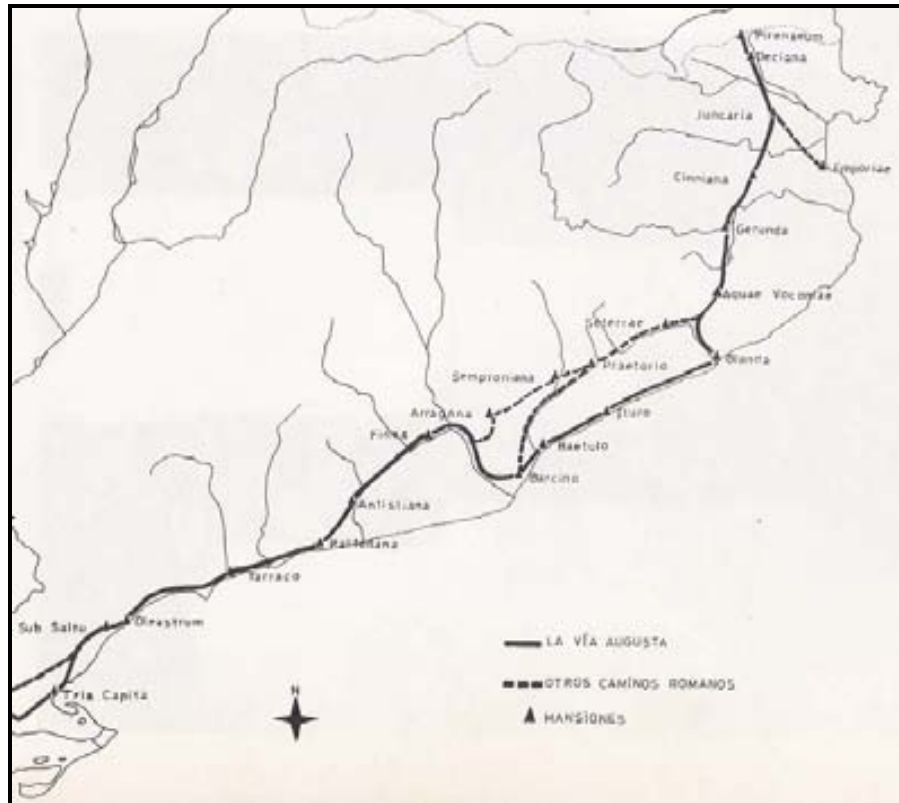 Pirenaeum
Deciana
Juncaria
Emporiae
Cinniana
Gerunda
Aquae Voconiae
Seterrae
Blanda
Praetorio
Semproniana
Iluro
Arragona
Fines
Baetulo
Barcino
Antistiana
Palfuriana
Tarraco
Sub Saltu
Oleastrum
Tria Capita
LA VÍA AUGUSTA
OTROS CAMINOS ROMANOS
MANSIONES
N